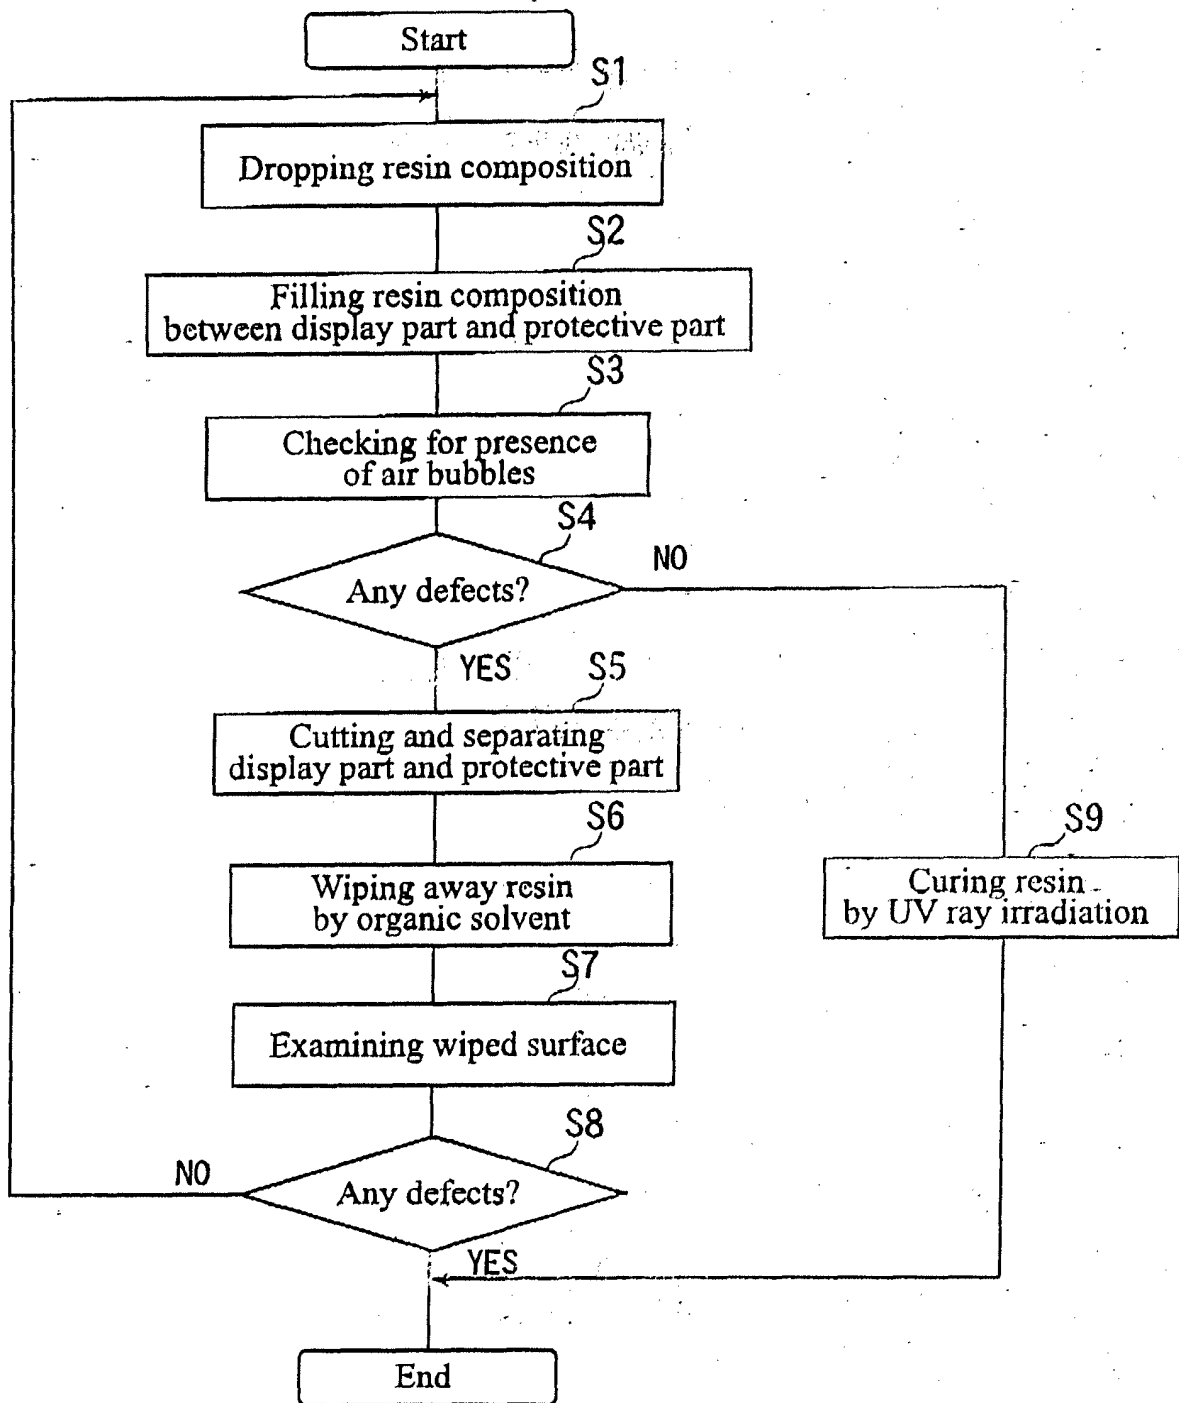 Start
S1
Dropping resin composition
S2
Filling resin composition
between display part and protective part
S3
Checking for presence
of air bubbles
S4
Any defects?
NO
YES
S5
Cutting and separating
display part and protective part
S6
Wiping away resin
by organic solvent
S9
Curing resin
by UV ray irradiation
S7
Examining wiped surface
S8
Any defects?
NO
YES
End